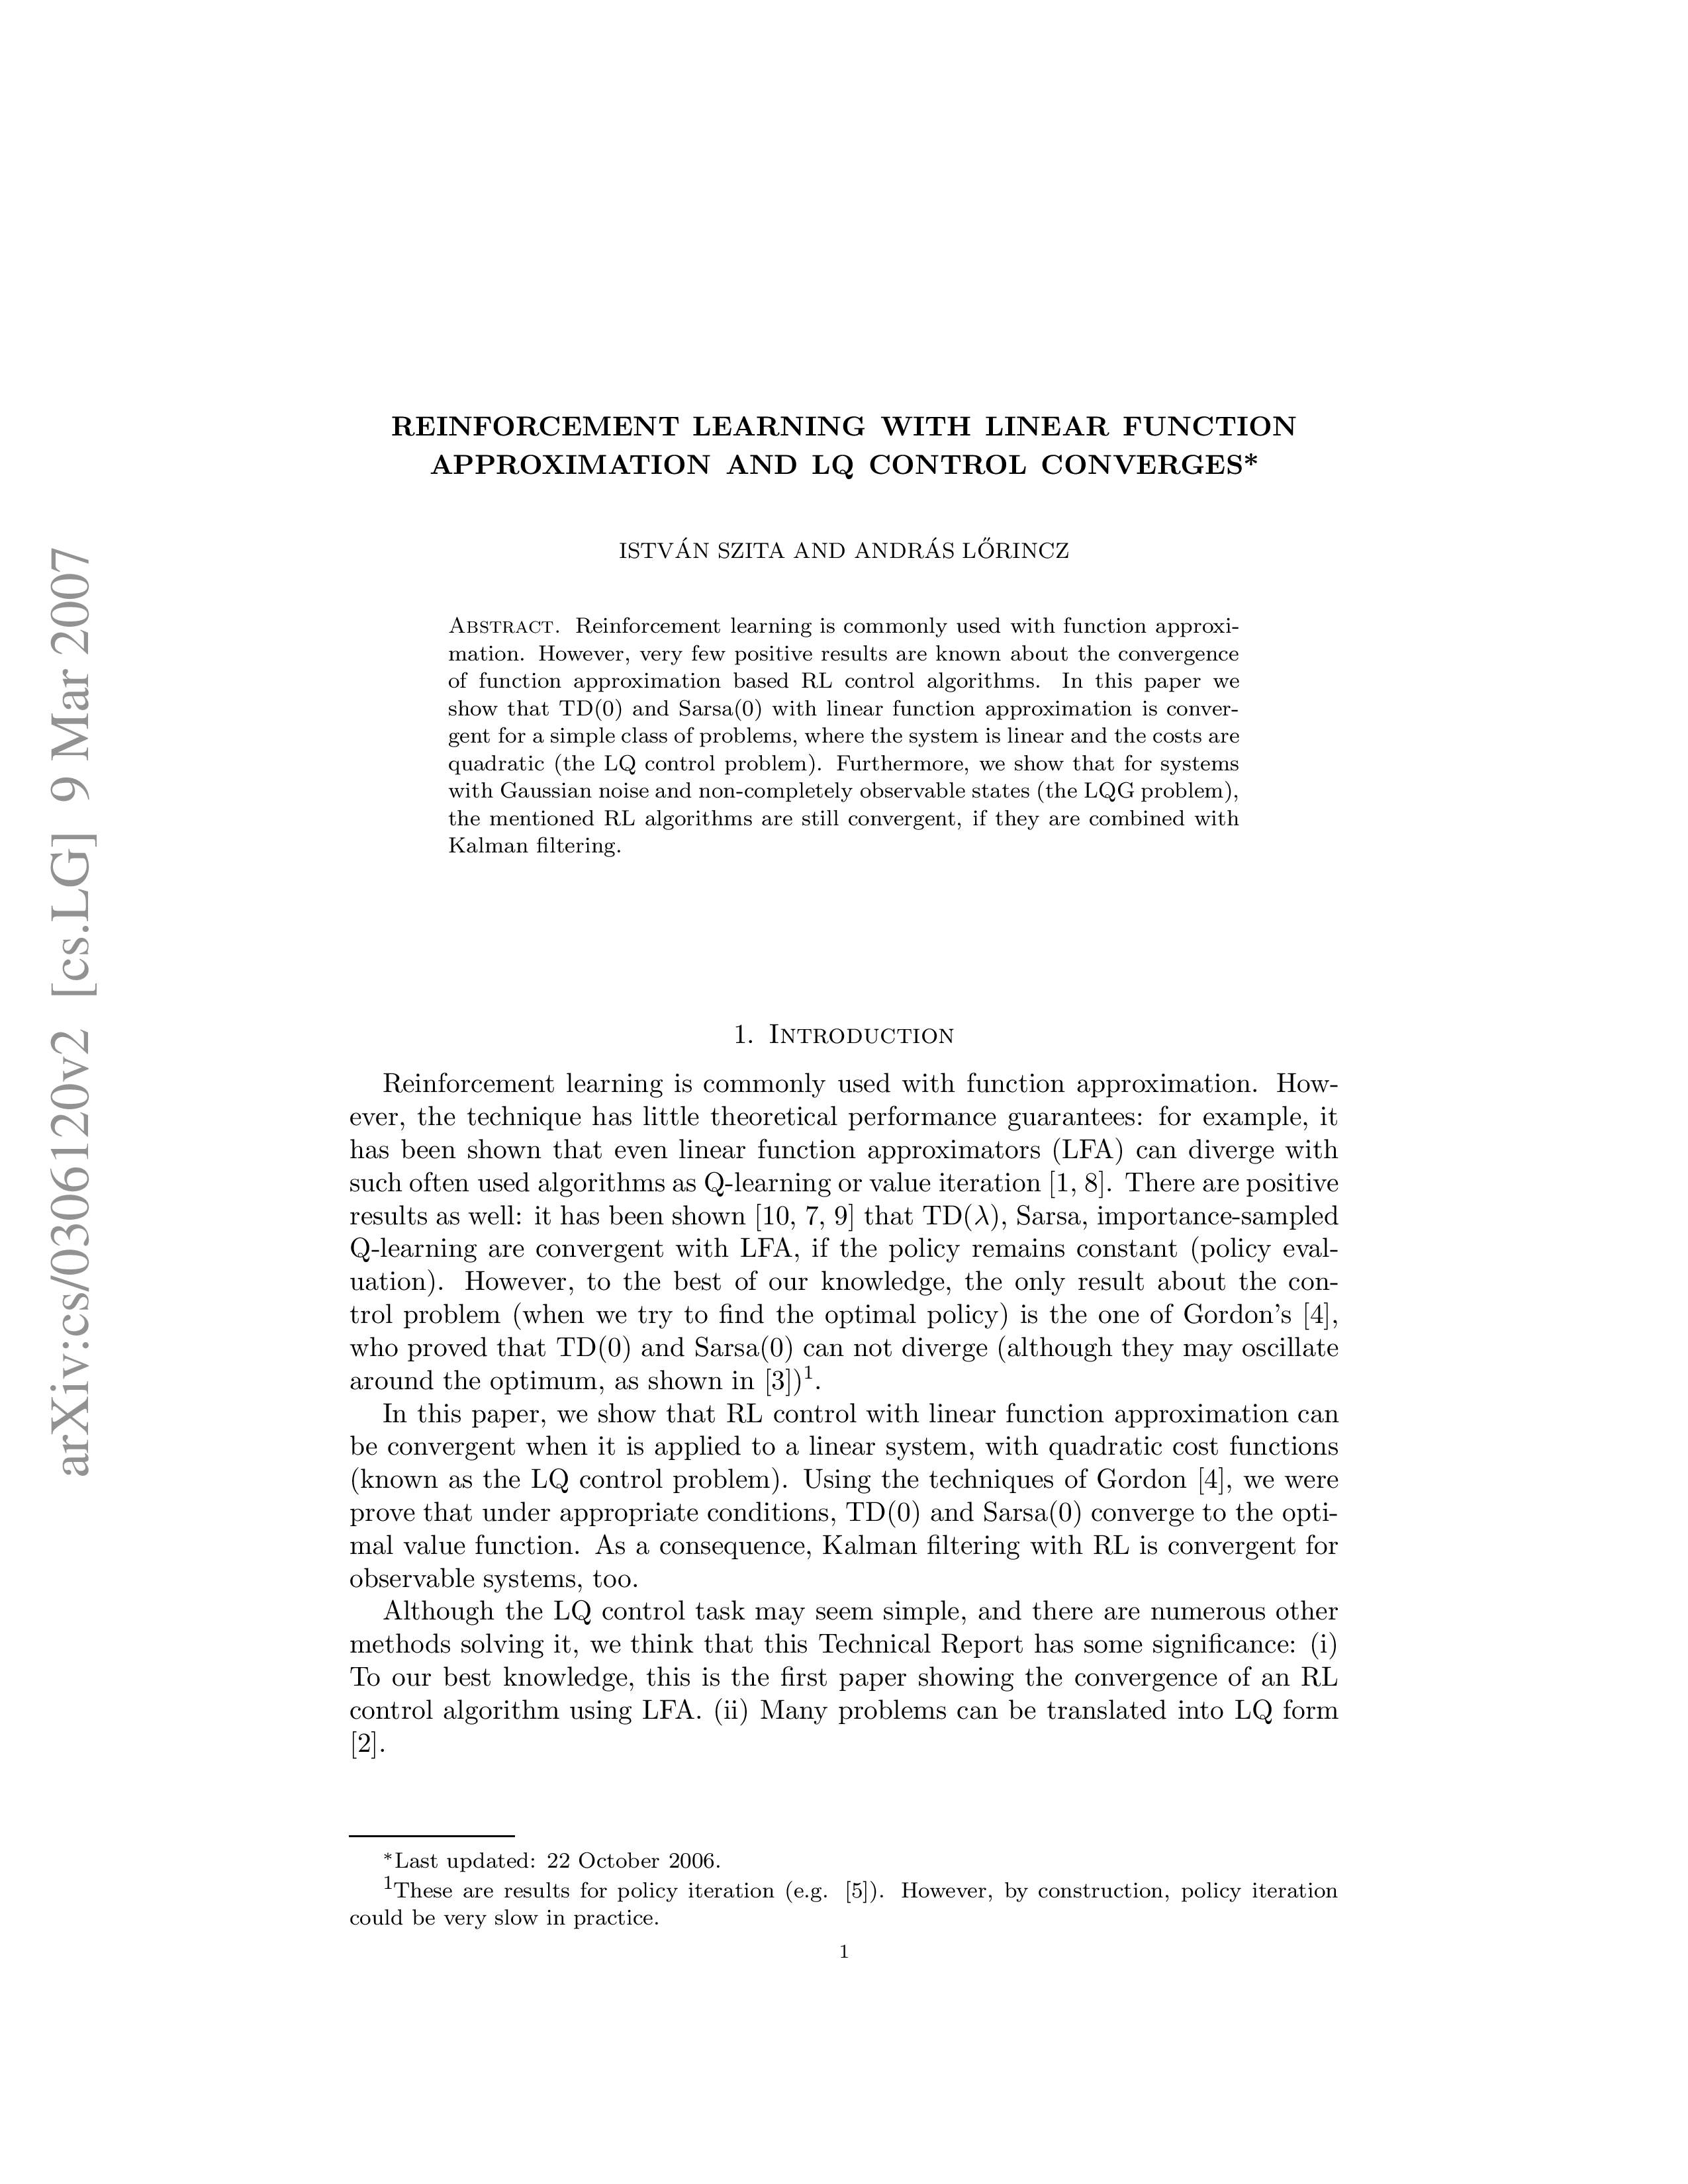 arXiv:cs/0306120v2 [cs.LG] 9 Mar 2007
REINFORCEMENT LEARNING WITH LINEAR FUNCTION
APPROXIMATION AND LQ CONTROL CONVERGES*
ISTVÁN SZITA AND ANDRÁS LŐRINCZ
Abstract. Reinforcement learning is commonly used with function approxi-
mation. However, very few positive results are known about the convergence
of function approximation based RL control algorithms. In this paper we
show that TD(0) and Sarsa(0) with linear function approximation is conver-
gent for a simple class of problems, where the system is linear and the costs are
quadratic (the LQ control problem). Furthermore, we show that for systems
with Gaussian noise and non-completely observable states (the LQG problem),
the mentioned RL algorithms are still convergent, if they are combined with
Kalman filtering.
1. Introduction
Reinforcement learning is commonly used with function approximation. How-
ever, the technique has little theoretical performance guarantees: for example, it
has been shown that even linear function approximators (LFA) can diverge with
such often used algorithms as Q-learning or value iteration [1, 8]. There are positive
results as well: it has been shown [10, 7, 9] that TD(λ), Sarsa, importance-sampled
Q-learning are convergent with LFA, if the policy remains constant (policy eval-
uation). However, to the best of our knowledge, the only result about the con-
trol problem (when we try to find the optimal policy) is the one of Gordon's [4],
who proved that TD(0) and Sarsa(0) can not diverge (although they may oscillate
around the optimum, as shown in [3])1.
In this paper, we show that RL control with linear function approximation can
be convergent when it is applied to a linear system, with quadratic cost functions
(known as the LQ control problem). Using the techniques of Gordon [4], we were
prove that under appropriate conditions, TD(0) and Sarsa(0) converge to the opti-
mal value function. As a consequence, Kalman filtering with RL is convergent for
observable systems, too.
Although the LQ control task may seem simple, and there are numerous other
methods solving it, we think that this Technical Report has some significance: (i)
To our best knowledge, this is the first paper showing the convergence of an RL
control algorithm using LFA. (ii) Many problems can be translated into LQ form
[2].
*Last updated: 22 October 2006.
1These are results for policy iteration (e.g. [5]). However, by construction, policy iteration
could be very slow in practice.
1